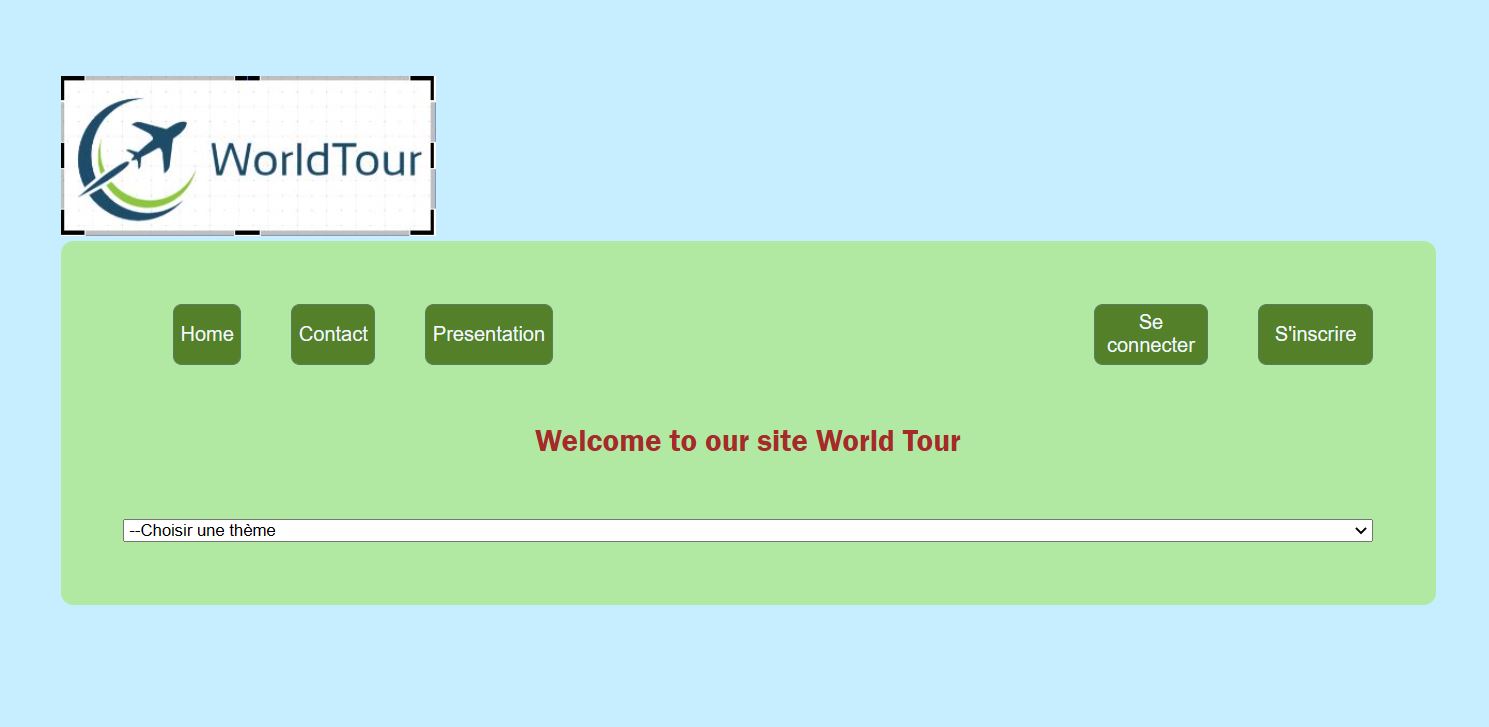 WorldTour
Home
Contact
Presentation
Se
connecter
S'inscrire
Welcome to our site World Tour
--Choisir une thème